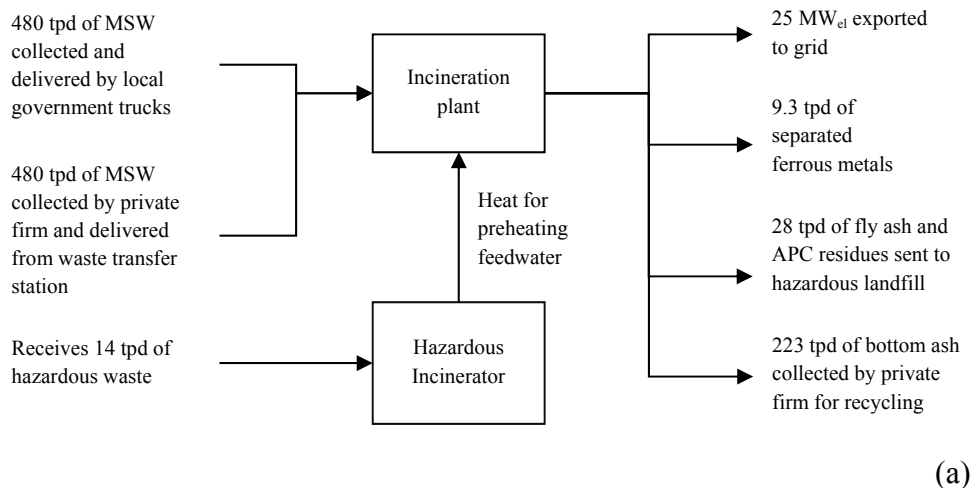 480 tpd of MSW
collected and
delivered by local
government trucks
480 tpd of MSW
collected by private
firm and delivered
from waste transfer
station
Receives 14 tpd of
hazardous waste
Incineration
plant
Heat for
preheating
feedwater
Hazardous
Incinerator
25 MWel exported
to grid
9.3 tpd of
separated
ferrous metals
28 tpd of fly ash and
APC residues sent to
hazardous landfill
223 tpd of bottom ash
collected by private
firm for recycling
(a)